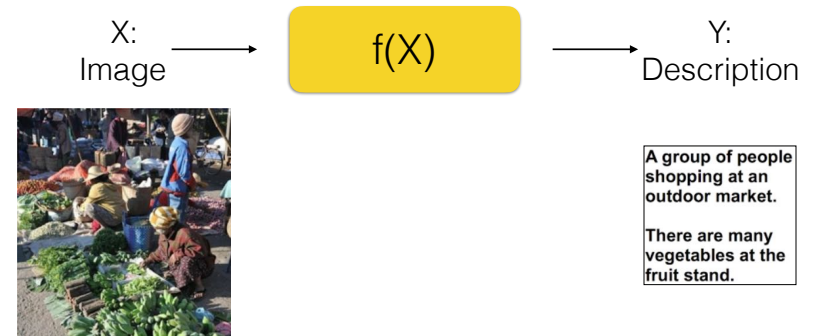 X:
Image
f(X)
Y:
Description
A group of people
shopping at an
outdoor market.
There are many
vegetables at the
fruit stand.